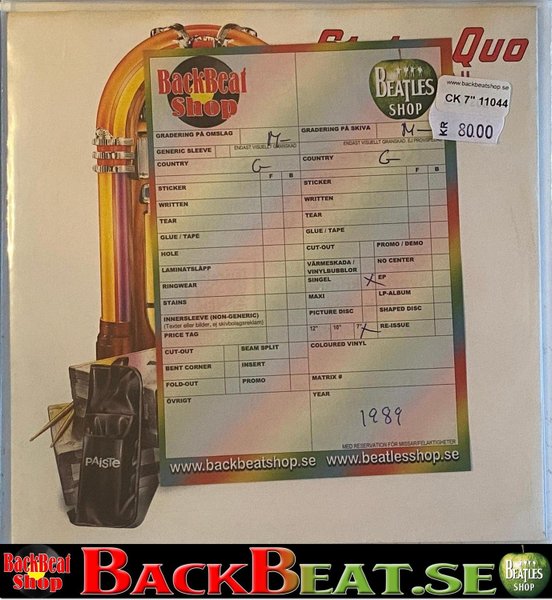 Quo
BackBeat
Shop
BEATLES
SHOP
www.backbeatshop.se
CK 7" 11044
KR 80.00
GRADERING PÅ OMSLAG M-
GRADERING PÅ SKIVA M-
GENERIC SLEEVE
ENDAST VISUELLT GRANSKAD
ENDAST VISUELLT GRANSKAD, EJ PROVSPELAD
COUNTRY G
COUNTRY G
F B
F B
STICKER
STICKER
WRITTEN
WRITTEN
TEAR
TEAR
GLUE / TAPE
GLUE / TAPE
HOLE
CUT-OUT PROMO / DEMO
LAMINATSLÄPP
VÄRMESKADA / VINYLBUBBLOR
NO CENTER
RINGWEAR
SINGEL X EP
STAINS
MAXI LP-ALBUM
INNERSLEEVE (NON-GENERIC)
(Texter eller bilder, ej skivbolagsreklam)
PICTURE DISC SHAPED DISC
PRICE TAG
12" 10" 7" X RE-ISSUE
CUT-OUT SEAM SPLIT
COLOURED VINYL
BENT CORNER INSERT
FOLD-OUT PROMO
MATRIX #
ÖVRIGT
YEAR
1989
MED RESERVATION FÖR MISSAR/FELAKTIGHETER
www.backbeatshop.se www.beatlesshop.se
PAiSTe
BackBeat
Shop
BACKBEAT.SE
BEATLES
SHOP